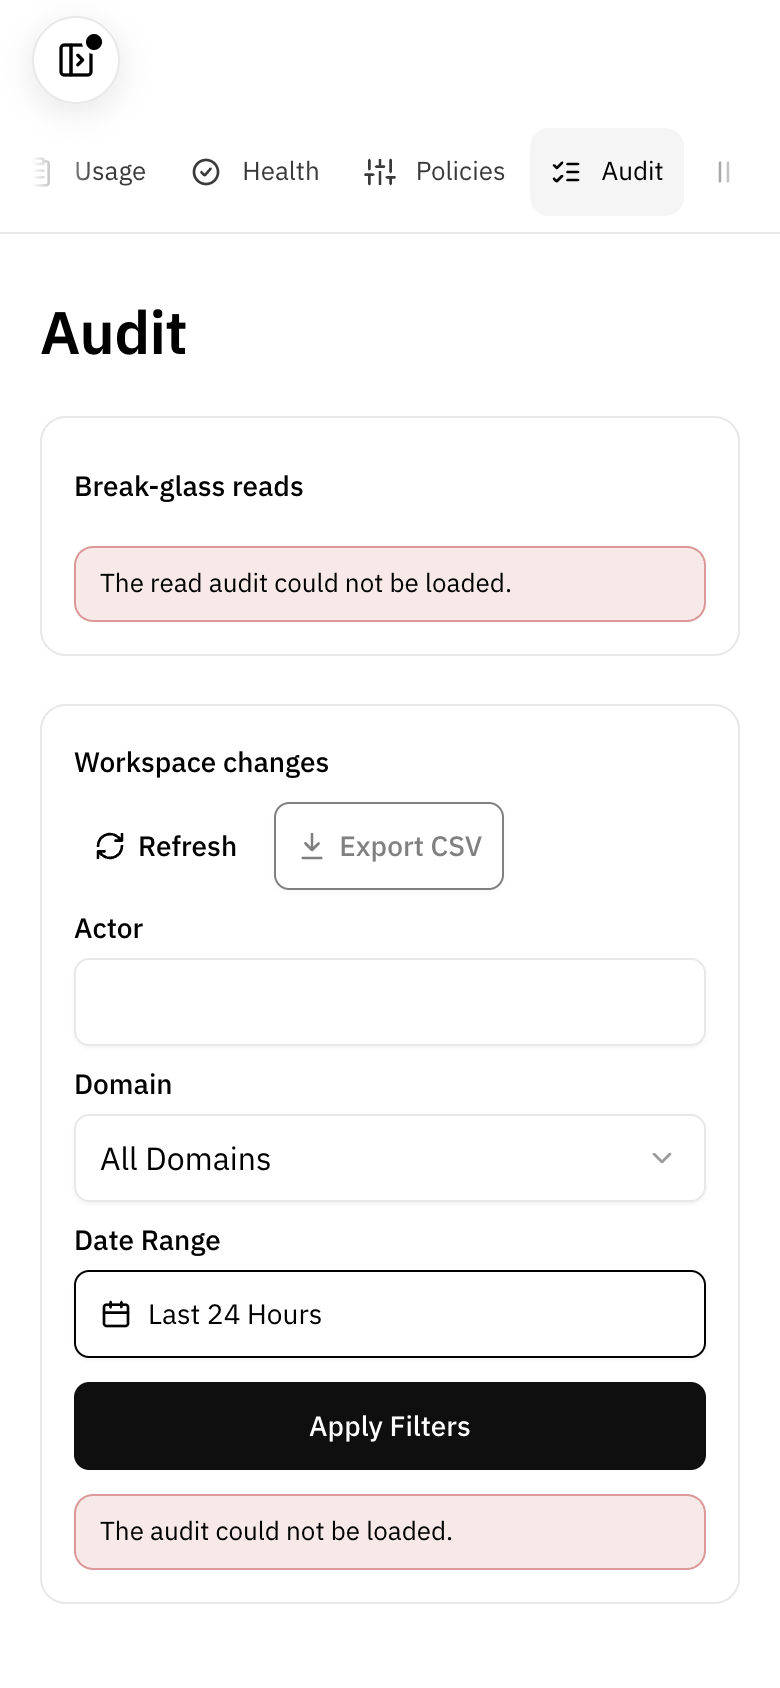 Usage
Health
Policies
Audit
Audit
Break-glass reads
The read audit could not be loaded.
Workspace changes
Refresh
Export CSV
Actor
Domain
All Domains
Date Range
Last 24 Hours
Apply Filters
The audit could not be loaded.